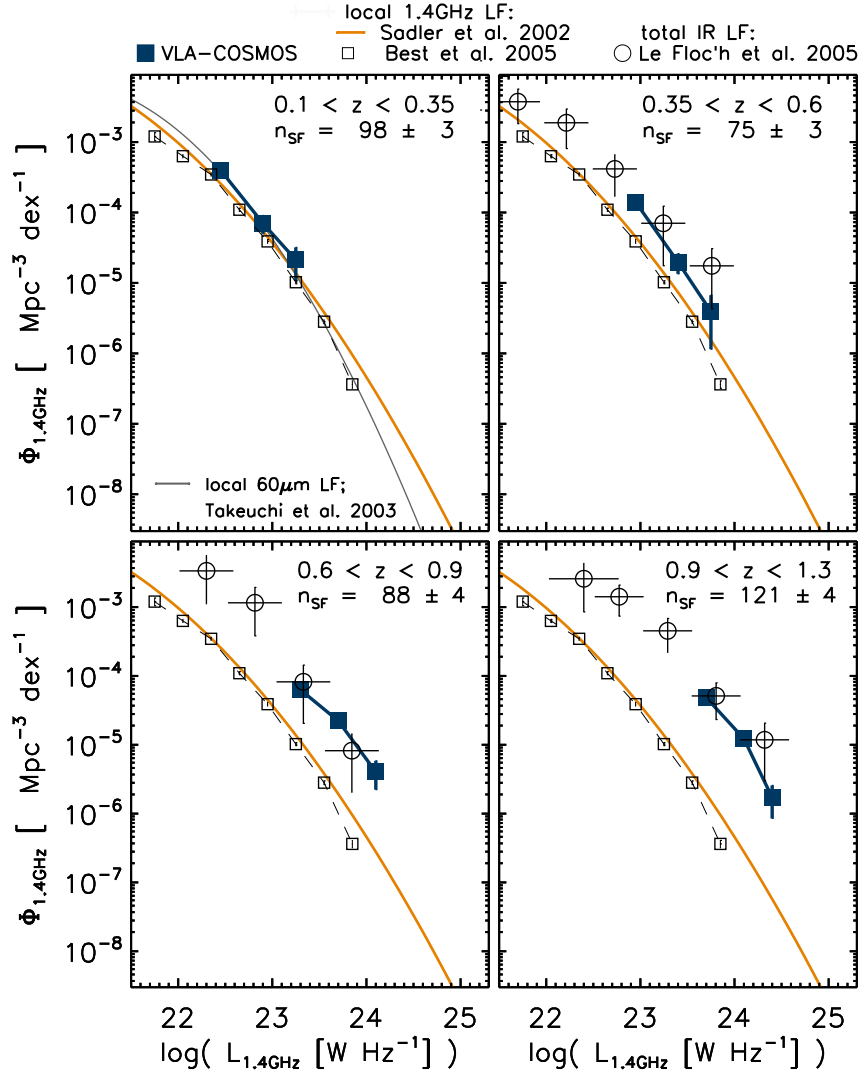 local 1.4GHz LF:
Sadler et al. 2002 total IR LF:
VLA-COSMOS Best et al. 2005 Le Floc'h et al. 2005
0.1 < z < 0.35
n_SF = 98 ± 3
0.35 < z < 0.6
n_SF = 75 ± 3
10⁻³
10⁻⁴
10⁻⁵
10⁻⁶
10⁻⁷
10⁻⁸
Φ_1.4GHz [ Mpc⁻³ dex⁻¹ ]
local 60μm LF;
Takeuchi et al. 2003
0.6 < z < 0.9
n_SF = 88 ± 4
0.9 < z < 1.3
n_SF = 121 ± 4
10⁻³
10⁻⁴
10⁻⁵
10⁻⁶
10⁻⁷
10⁻⁸
Φ_1.4GHz [ Mpc⁻³ dex⁻¹ ]
22 23 24 25 22 23 24 25
log( L_1.4GHz [W Hz⁻¹] ) log( L_1.4GHz [W Hz⁻¹] )